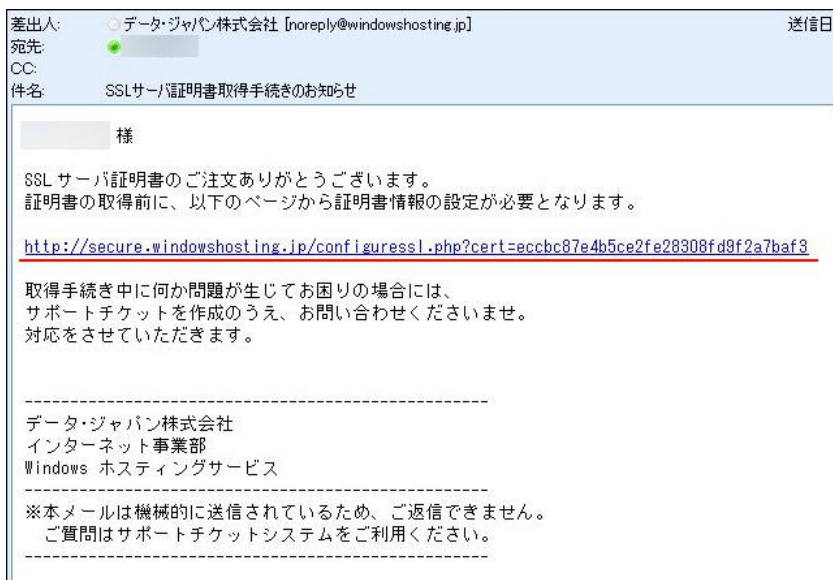 差出人: データ・ジャパン株式会社 [noreply@windowshosting.jp] 送信日
宛先:
CC:
件名: SSLサーバ証明書取得手続きのお知らせ
様
SSL サーバ証明書のご注文ありがとうございます。
証明書の取得前に、以下のページから証明書情報の設定が必要となります。
http://secure.windowshosting.jp/configuressl.php?cert=eccbc87e4b5ce2fe28308fd9f2a7baf3
取得手続き中に何か問題が生じてお困りの場合には、
サポートチケットを作成のうえ、お問い合わせくださいませ。
対応をさせていただきます。
---------------------------------------------------
データ・ジャパン株式会社
インターネット事業部
Windows ホスティングサービス
---------------------------------------------------
※本メールは機械的に送信されているため、ご返信できません。
ご質問はサポートチケットシステムをご利用ください。
---------------------------------------------------